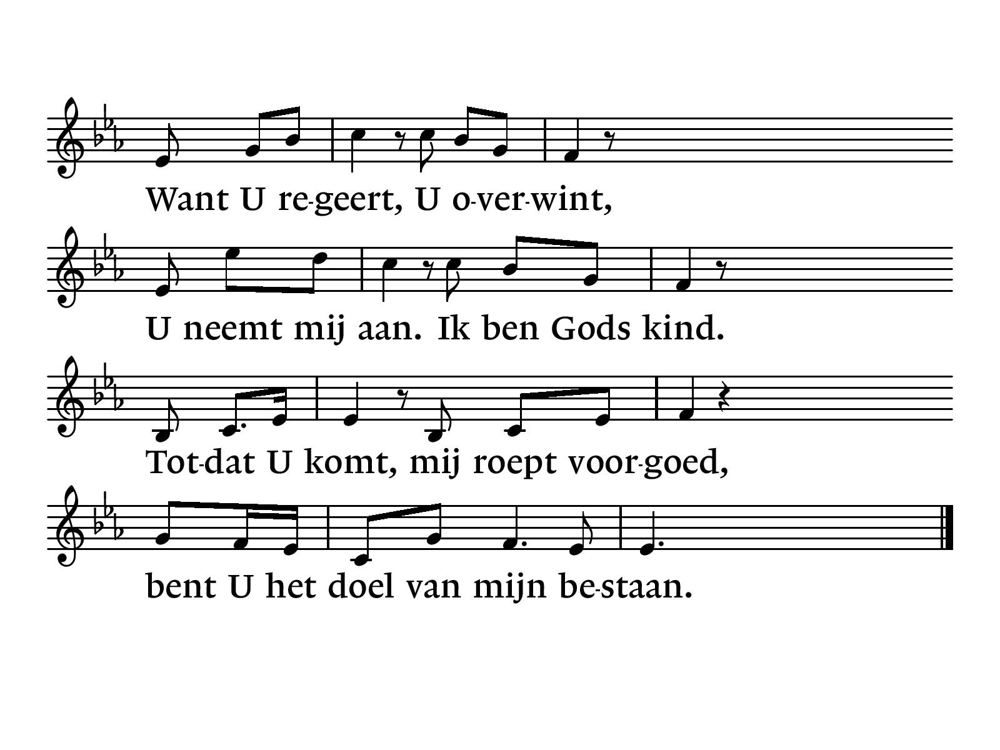 Want U re-geert, U o-ver-wint,
U neemt mij aan. Ik ben Gods kind.
Tot-dat U komt, mij roept voor-goed,
bent U het doel van mijn be-staan.